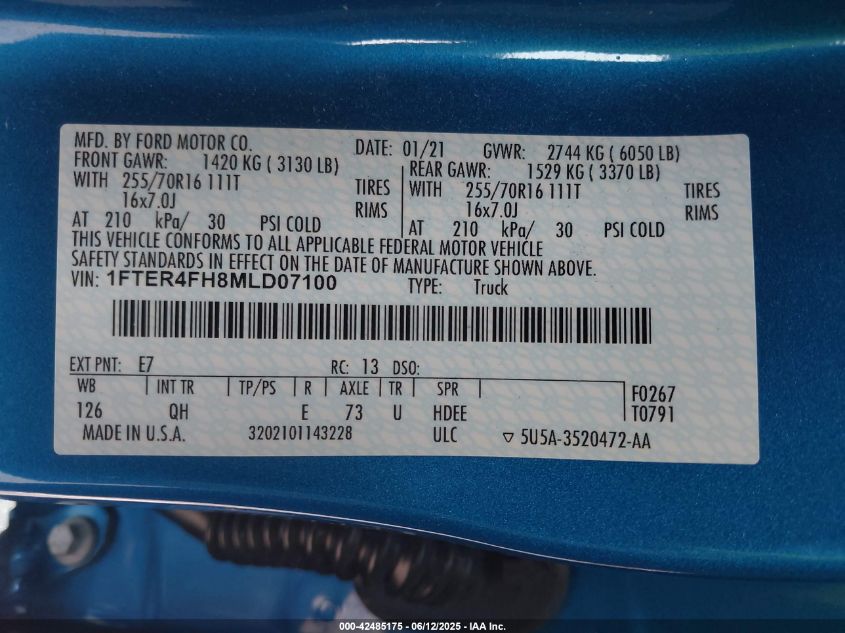 MFD. BY FORD MOTOR CO. DATE: 01/21 GVWR: 2744 KG ( 6050 LB)
FRONT GAWR: 1420 KG ( 3130 LB) REAR GAWR: 1529 KG ( 3370 LB)
WITH 255/70R16 111T TIRES WITH 255/70R16 111T TIRES
16x7.0J RIMS 16x7.0J RIMS
AT 210 kPa/ 30 PSI COLD AT 210 kPa/ 30 PSI COLD
THIS VEHICLE CONFORMS TO ALL APPLICABLE FEDERAL MOTOR VEHICLE
SAFETY STANDARDS IN EFFECT ON THE DATE OF MANUFACTURE SHOWN ABOVE.
VIN: 1FTER4FH8MLD07100 TYPE: Truck
EXT PNT: E7 RC: 13 DSO:
WB INT TR TP/PS R AXLE TR SPR F0267
126 QH E 73 U HDEE T0791
MADE IN U.S.A. 3202101143228 ULC ▽ 5U5A-3520472-AA
000-42485175 - 06/12/2025 - IAA Inc.